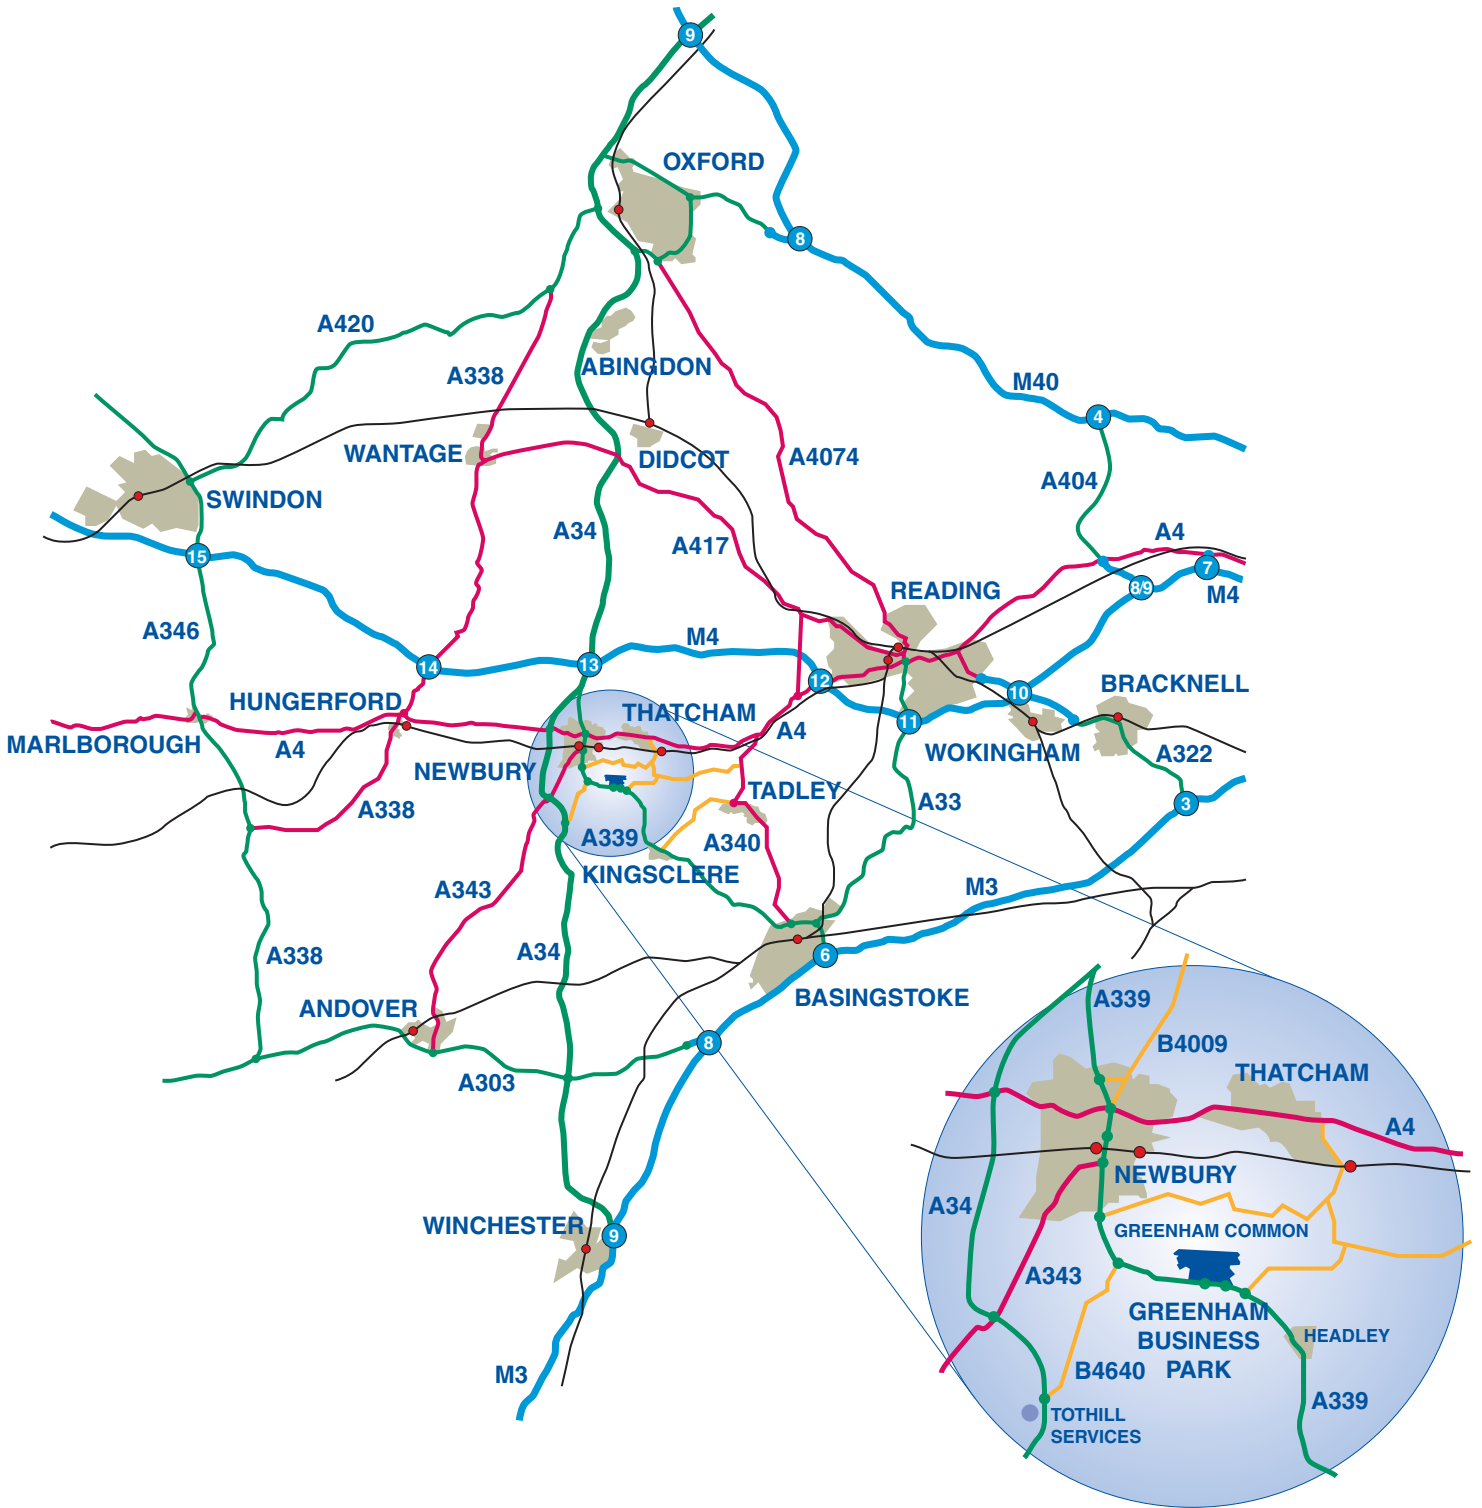 9
OXFORD
8
A420
ABINGDON
A338
M40
4
WANTAGE
DIDCOT
A4074
A404
SWINDON
A34
A417
A4
15
7
8/9
M4
READING
A346
M4
14
13
12
10
BRACKNELL
HUNGERFORD
THATCHAM
11
MARLBOROUGH
A4
A4
WOKINGHAM
A322
NEWBURY
TADLEY
A33
3
A338
A339
A340
KINGSCLERE
A343
M3
A34
A338
6
BASINGSTOKE
ANDOVER
8
A303
WINCHESTER
9
M3
A339
B4009
THATCHAM
A4
NEWBURY
A34
GREENHAM COMMON
A343
GREENHAM
BUSINESS
PARK
HEADLEY
B4640
A339
TOTHILL
SERVICES